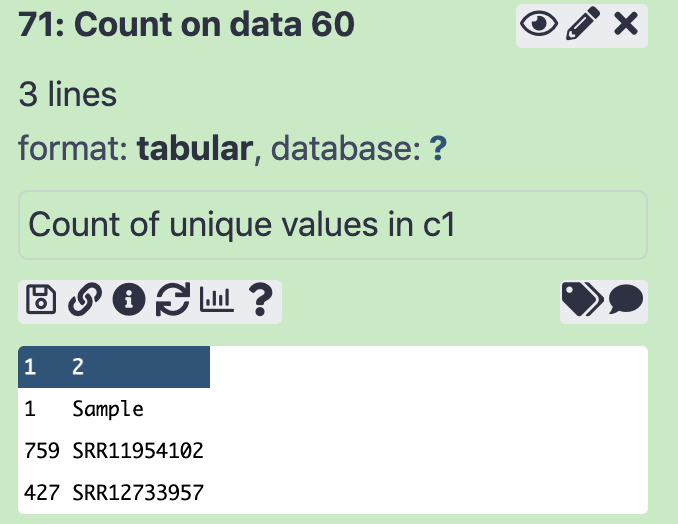 71: Count on data 60
3 lines
format: tabular, database: ?
Count of unique values in c1
1 2
1 Sample
759 SRR11954102
427 SRR12733957